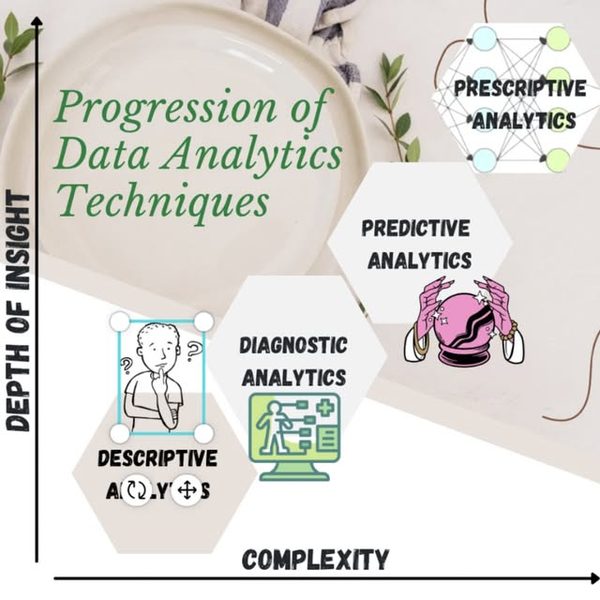 Progression of
Data Analytics
Techniques
PRESCRIPTIVE
ANALYTICS
PREDICTIVE
ANALYTICS
DIAGNOSTIC
ANALYTICS
DESCRIPTIVE
DEPTH OF INSIGHT
COMPLEXITY